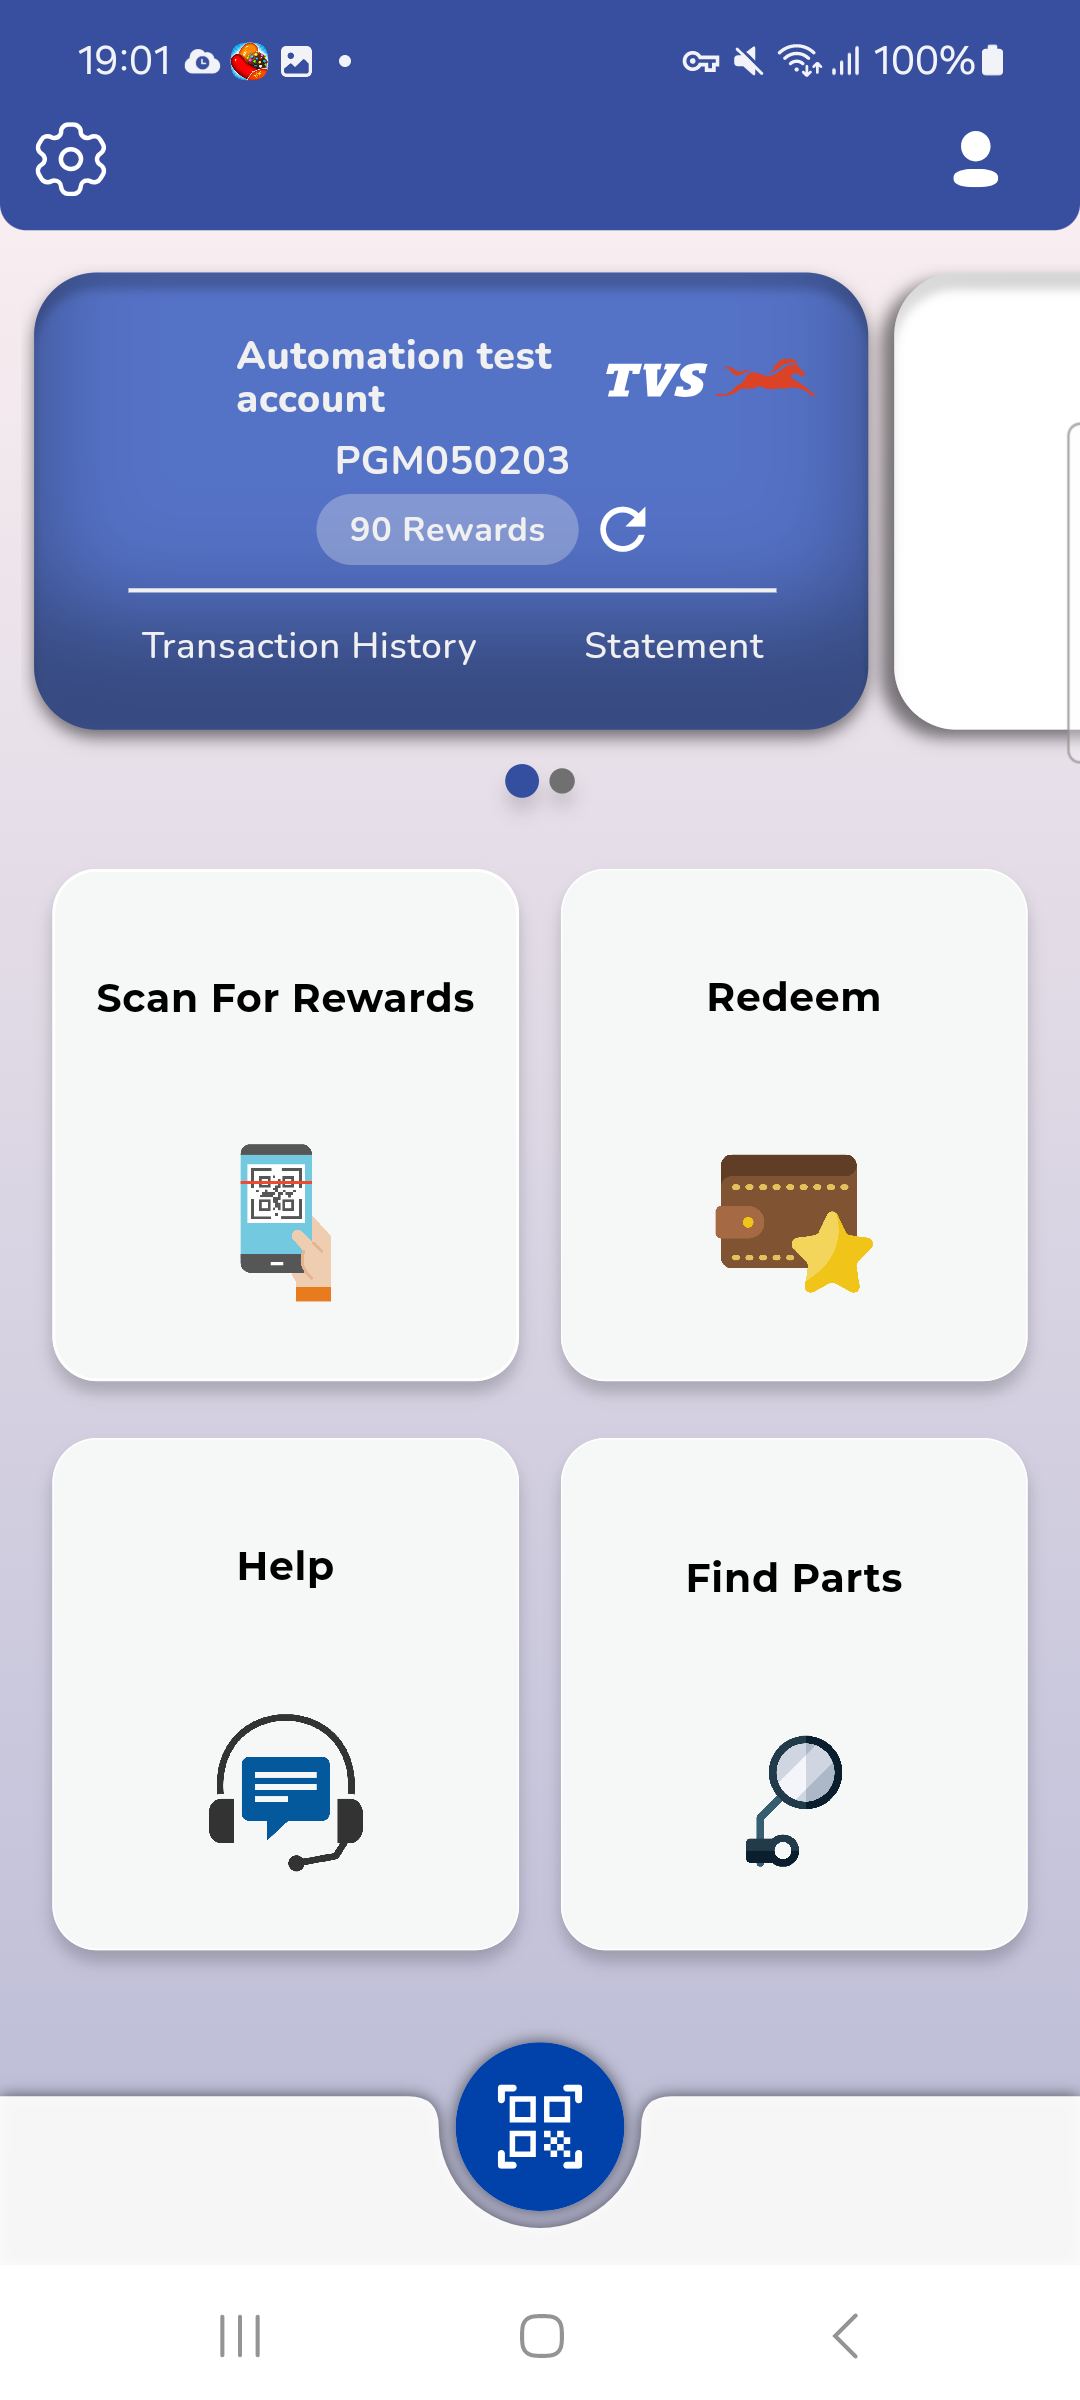 19:01
100%
Automation test
account
TVS
PGM050203
90 Rewards
Transaction History
Statement
Scan For Rewards
Redeem
Help
Find Parts